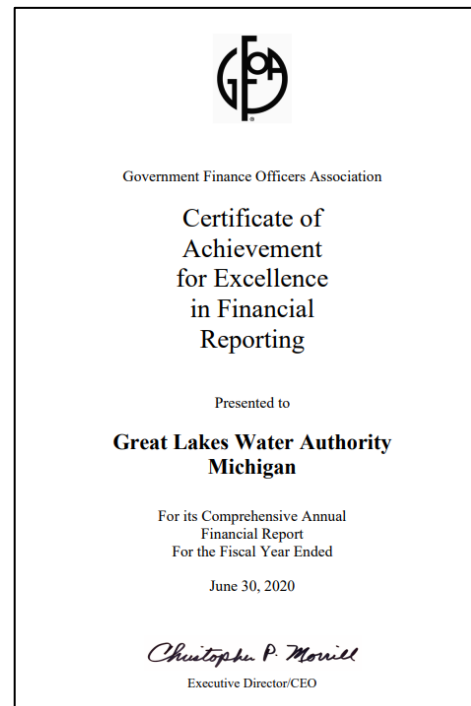 GFOA
Government Finance Officers Association
Certificate of
Achievement
for Excellence
in Financial
Reporting
Presented to
Great Lakes Water Authority
Michigan
For its Comprehensive Annual
Financial Report
For the Fiscal Year Ended
June 30, 2020
Christopher P. Morrill
Executive Director/CEO